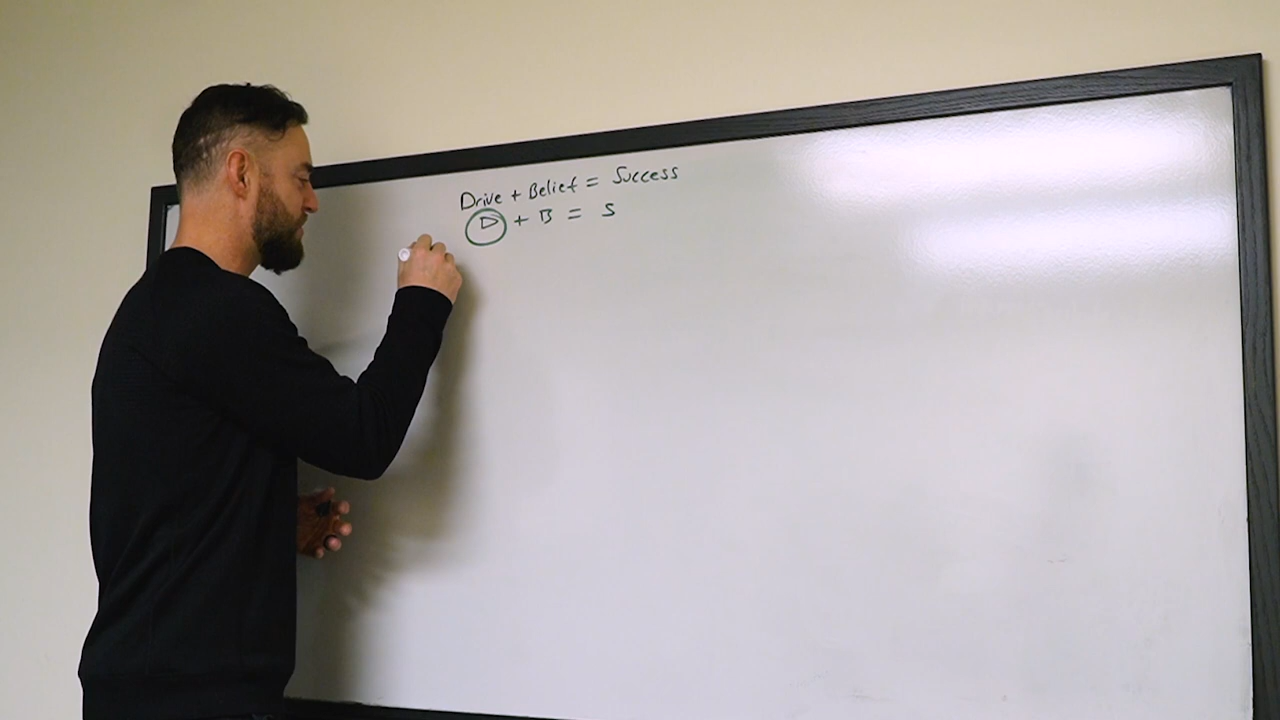 Drive + Belief = Success
D + B = S